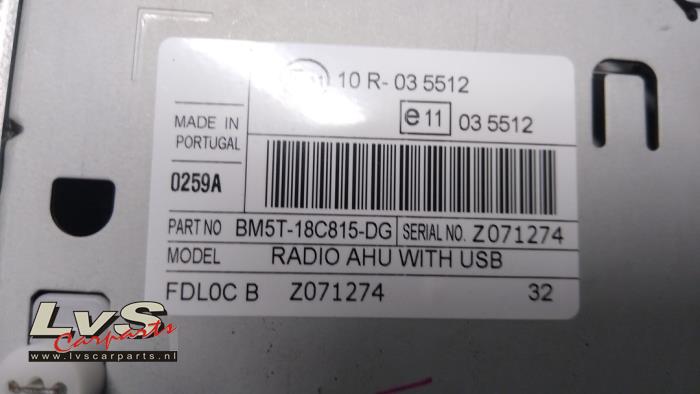 10 R- 03 5512
e11 03 5512
MADE IN
PORTUGAL
0259A
PART NO BM5T-18C815-DG SERIAL NO. Z071274
MODEL RADIO AHU WITH USB
FDL0C B Z071274 32
LvS
Carparts
www.lvscarparts.nl